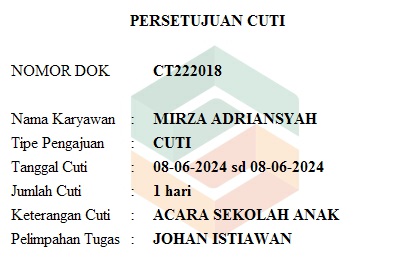 PERSETUJUAN CUTI
NOMOR DOK CT222018
Nama Karyawan : MIRZA ADRIANSYAH
Tipe Pengajuan : CUTI
Tanggal Cuti : 08-06-2024 sd 08-06-2024
Jumlah Cuti : 1 hari
Keterangan Cuti : ACARA SEKOLAH ANAK
Pelimpahan Tugas : JOHAN ISTIAWAN